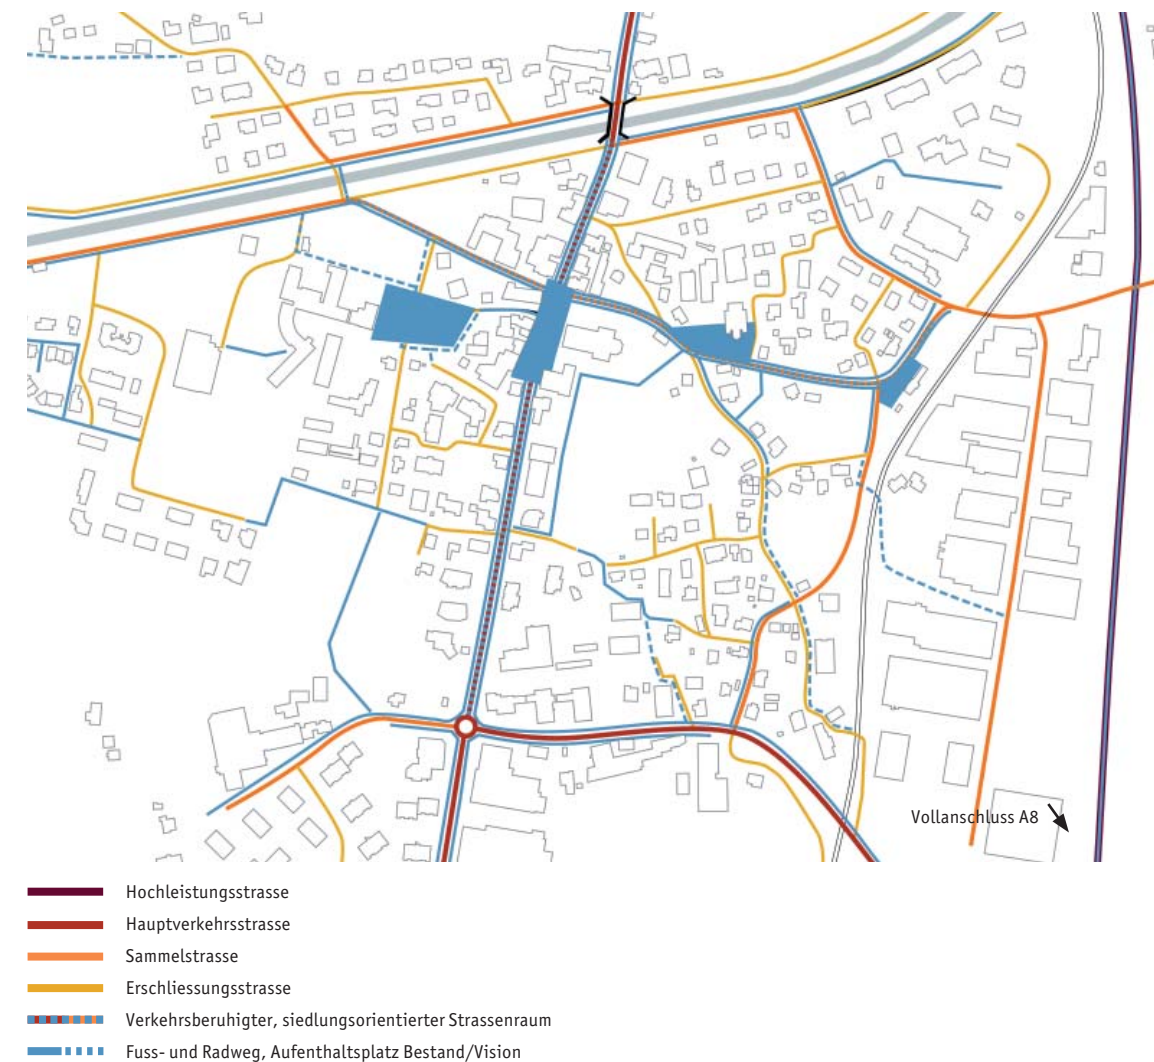 Vollanschluss A8
Hochleistungsstrasse
Hauptverkehrsstrasse
Sammelstrasse
Erschliessungsstrasse
Verkehrsberuhigter, siedlungsorientierter Strassenraum
Fuss- und Radweg, Aufenthaltsplatz Bestand/Vision